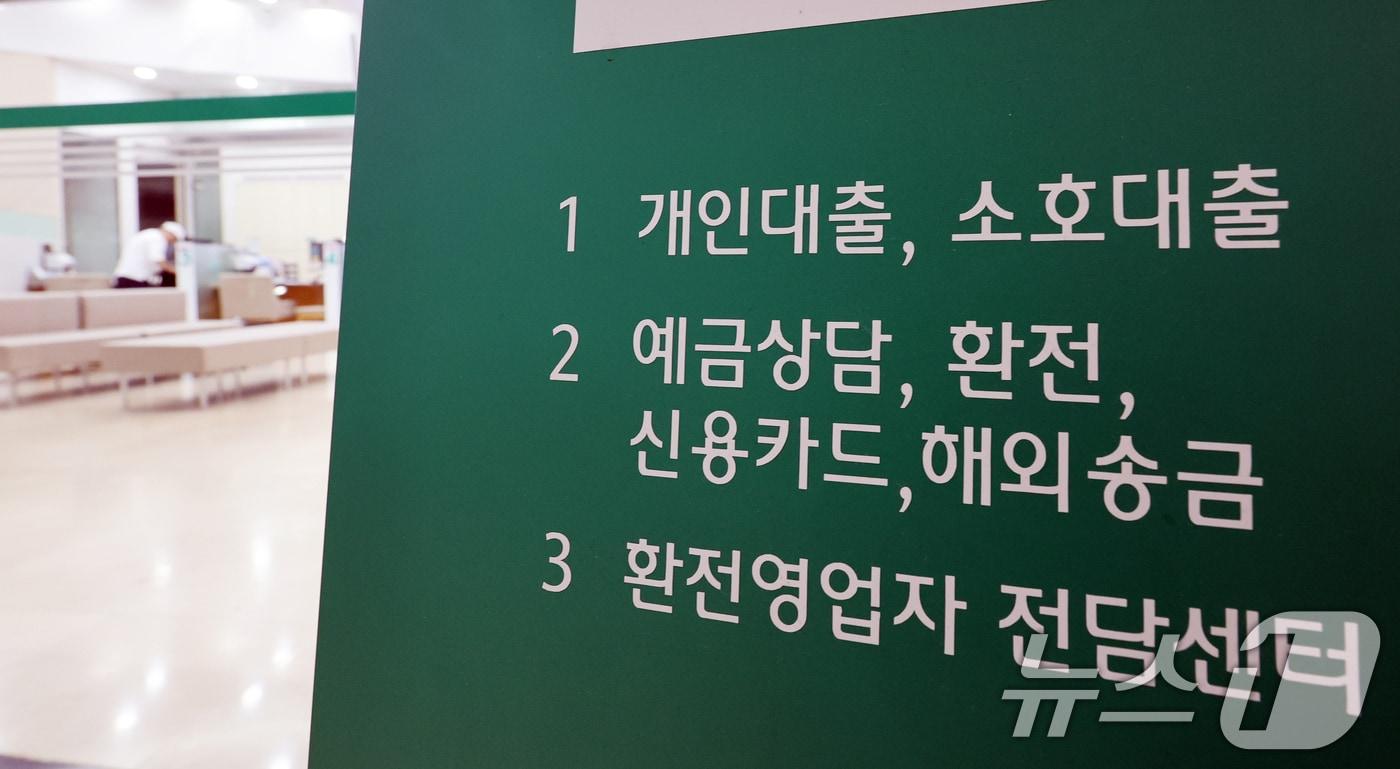 1 개인대출, 소호대출
2 예금상담, 환전,
신용카드,해외송금
3 환전영업자 전담센터
뉴스1